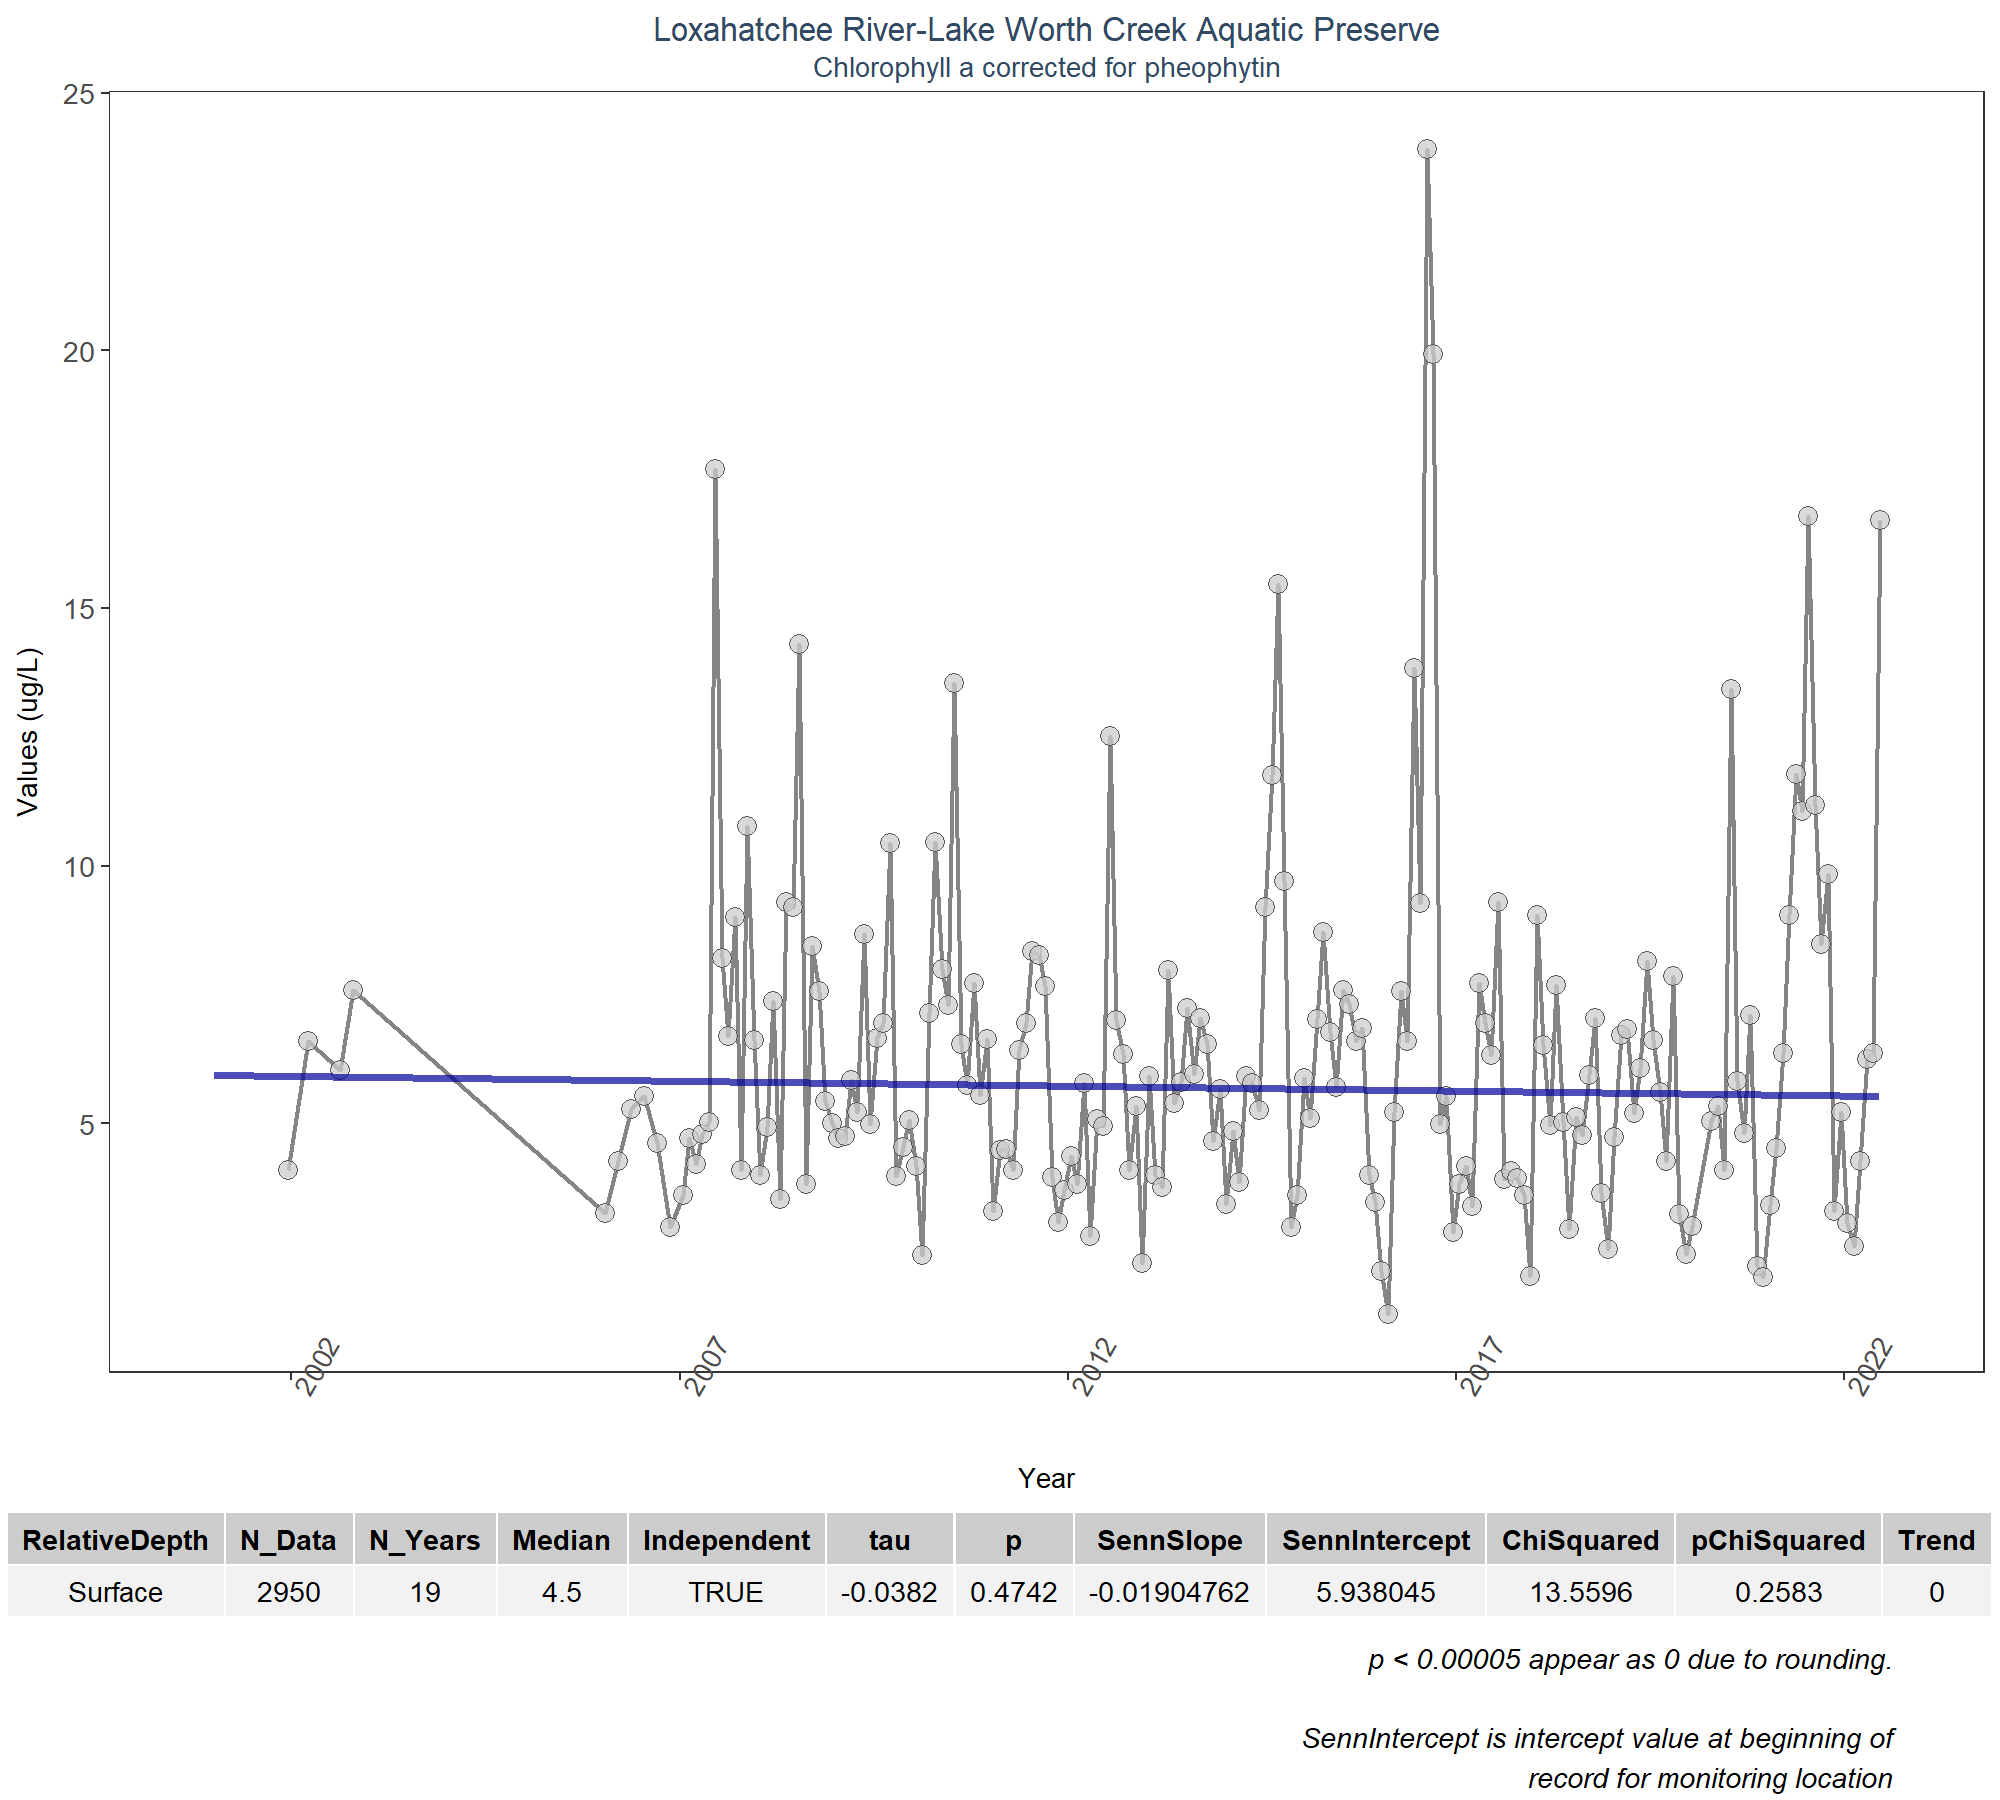 Loxahatchee River-Lake Worth Creek Aquatic Preserve
Chlorophyll a corrected for pheophytin
25
20
15
10
5
Values (ug/L)
2002
2007
2012
2017
2022
Year
RelativeDepth N_Data N_Years Median Independent tau p SennSlope SennIntercept ChiSquared pChiSquared Trend
Surface 2950 19 4.5 TRUE -0.0382 0.4742 -0.01904762 5.938045 13.5596 0.2583 0
p < 0.00005 appear as 0 due to rounding.
SennIntercept is intercept value at beginning of
record for monitoring location